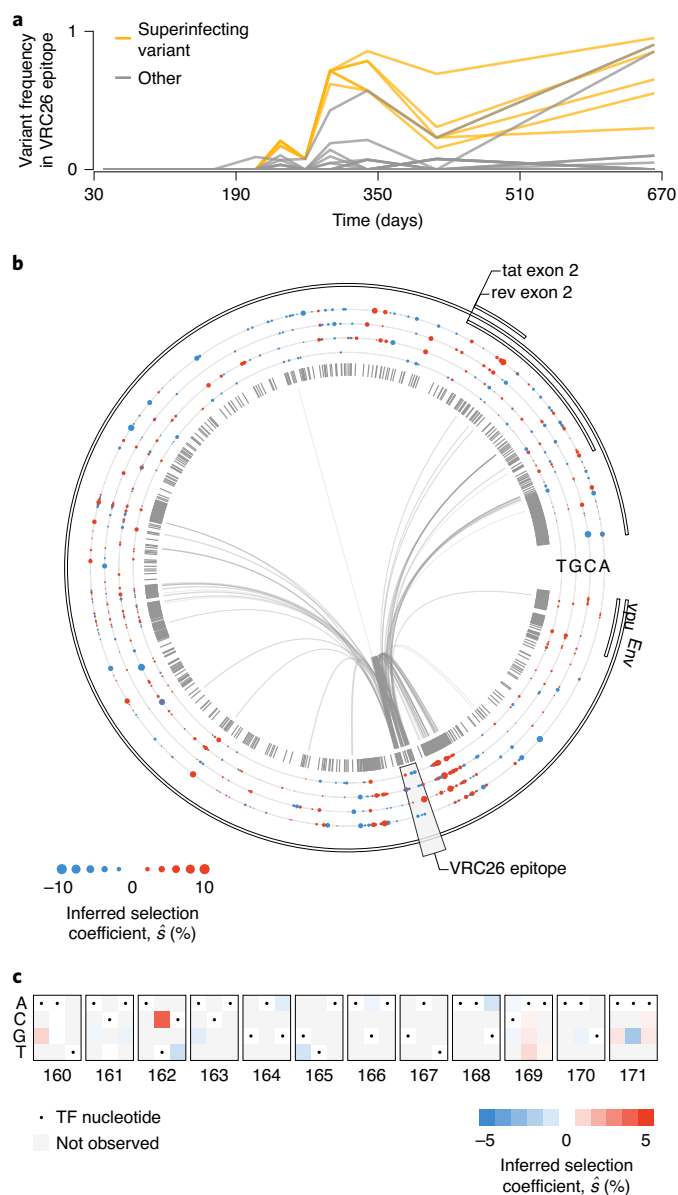 a
1
Variant frequency
in VRC26 epitope
Superinfecting
variant
Other
0
30 190 350 510 670
Time (days)
b
tat exon 2
rev exon 2
TGCA
vpu Env
VRC26 epitope
−10 0 10
Inferred selection
coefficient, ŝ (%)
c
A
C
G
T
160 161 162 163 164 165 166 167 168 169 170 171
TF nucleotide
Not observed
−5 0 5
Inferred selection
coefficient, ŝ (%)